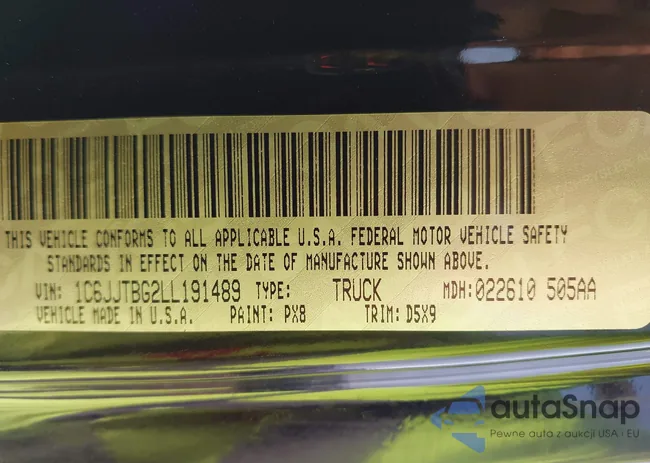 THIS VEHICLE CONFORMS TO ALL APPLICABLE U.S.A. FEDERAL MOTOR VEHICLE SAFETY
STANDARDS IN EFFECT ON THE DATE OF MANUFACTURE SHOWN ABOVE.
VIN: 1C6JJTBG2LL191489 TYPE: TRUCK MDH: 022610 505AA
VEHICLE MADE IN U.S.A. PAINT: PX8 TRIM: D5X9
autaSnap
Pewne auta z aukcji USA i EU